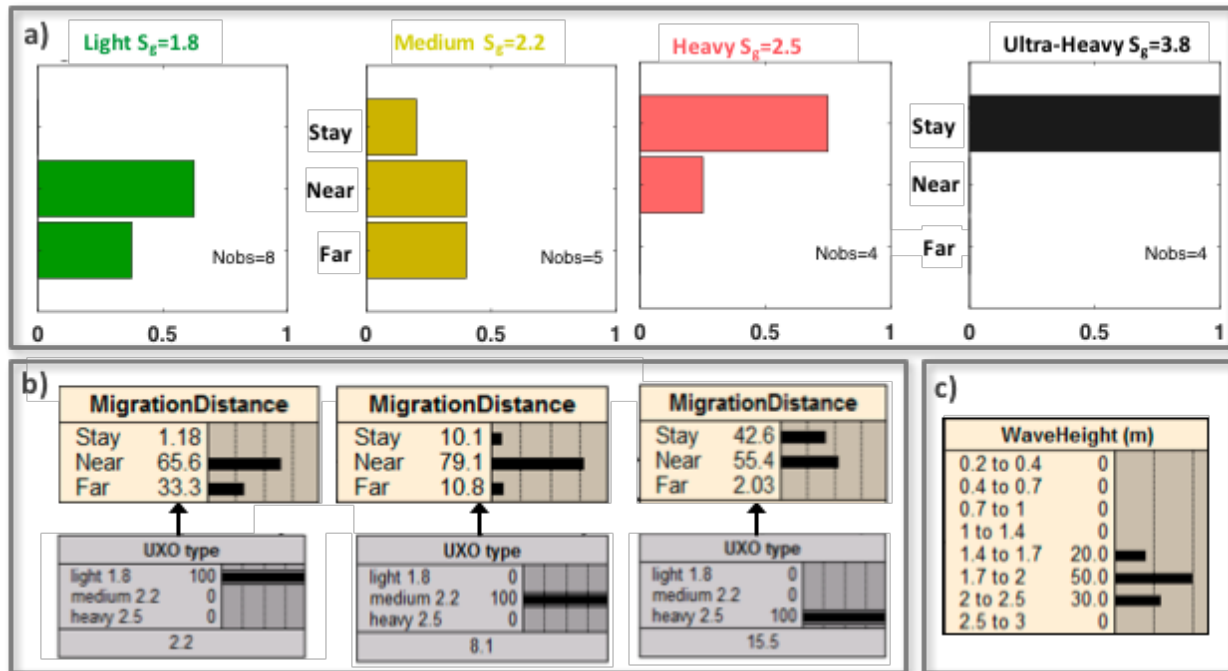 a)
Light Sg=1.8
Medium Sg=2.2
Heavy Sg=2.5
Ultra-Heavy Sg=3.8
Stay
Near
Far
Stay
Near
Far
Nobs=8
Nobs=5
Nobs=4
Nobs=4
0 0.5 1
0 0.5 1
0 0.5 1
0 0.5 1
b)
MigrationDistance
Stay 1.18
Near 65.6
Far 33.3
UXO type
light 1.8 100
medium 2.2 0
heavy 2.5 0
2.2
MigrationDistance
Stay 10.1
Near 79.1
Far 10.8
UXO type
light 1.8 0
medium 2.2 100
heavy 2.5 0
8.1
MigrationDistance
Stay 42.6
Near 55.4
Far 2.03
UXO type
light 1.8 0
medium 2.2 0
heavy 2.5 100
15.5
c)
WaveHeight (m)
0.2 to 0.4 0
0.4 to 0.7 0
0.7 to 1 0
1 to 1.4 0
1.4 to 1.7 20.0
1.7 to 2 50.0
2 to 2.5 30.0
2.5 to 3 0